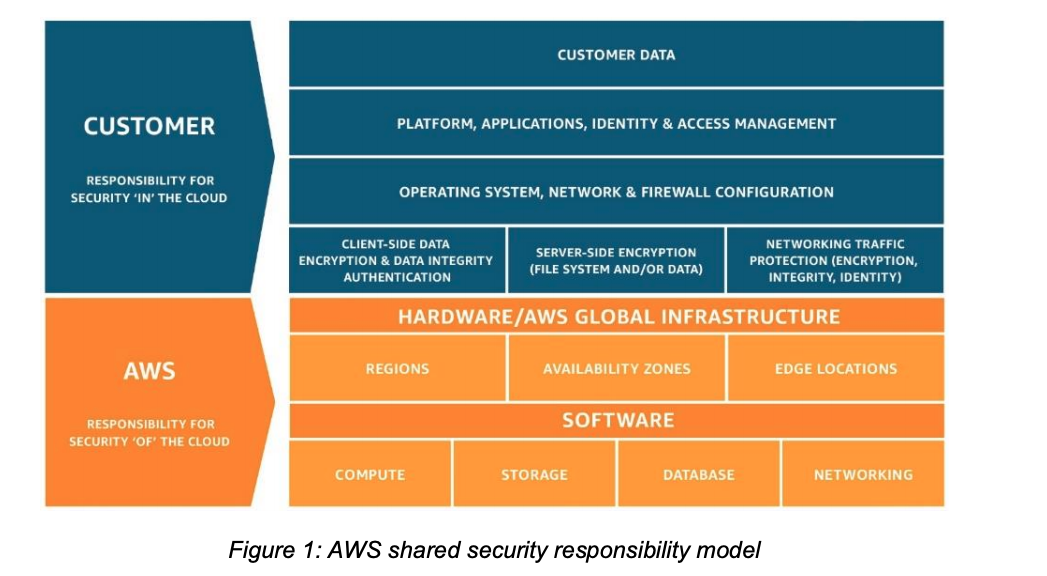 CUSTOMER
RESPONSIBILITY FOR
SECURITY ‘IN’ THE CLOUD
CUSTOMER DATA
PLATFORM, APPLICATIONS, IDENTITY & ACCESS MANAGEMENT
OPERATING SYSTEM, NETWORK & FIREWALL CONFIGURATION
CLIENT-SIDE DATA
ENCRYPTION & DATA INTEGRITY
AUTHENTICATION
SERVER-SIDE ENCRYPTION
(FILE SYSTEM AND/OR DATA)
NETWORKING TRAFFIC
PROTECTION (ENCRYPTION,
INTEGRITY, IDENTITY)
AWS
RESPONSIBILITY FOR
SECURITY ‘OF’ THE CLOUD
HARDWARE/AWS GLOBAL INFRASTRUCTURE
REGIONS
AVAILABILITY ZONES
EDGE LOCATIONS
SOFTWARE
COMPUTE
STORAGE
DATABASE
NETWORKING
Figure 1: AWS shared security responsibility model